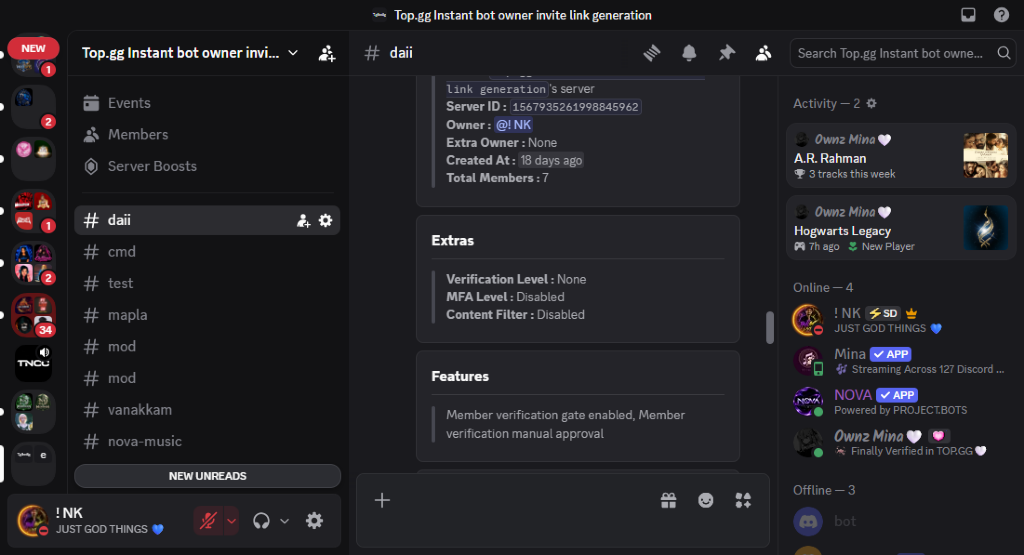 Top.gg Instant bot owner invite link generation
NEW
1
2
1
2
34
TNCC
e
Top.gg Instant bot owner invi...
Events
Members
Server Boosts
daii
cmd
test
mapla
mod
mod
vanakkam
nova-music
NEW UNREADS
! NK
JUST GOD THINGS 💙
# daii
Search Top.gg Instant bot owne...
link generation's server
Server ID : 1567935261998845962
Owner : @! NK
Extra Owner : None
Created At : 18 days ago
Total Members : 7
Extras
Verification Level : None
MFA Level : Disabled
Content Filter : Disabled
Features
Member verification gate enabled, Member
verification manual approval
Activity — 2
Ownz Mina🤍
A.R. Rahman
3 tracks this week
Ownz Mina🤍
Hogwarts Legacy
7h ago New Player
Online — 4
! NK ⚡SD
JUST GOD THINGS 💙
Mina ✓ APP
Streaming Across 127 Discord ...
NOVA ✓ APP
Powered by PROJECT.BOTS
Ownz Mina🤍
Finally Verified in TOP.GG🤍
Offline — 3
bot